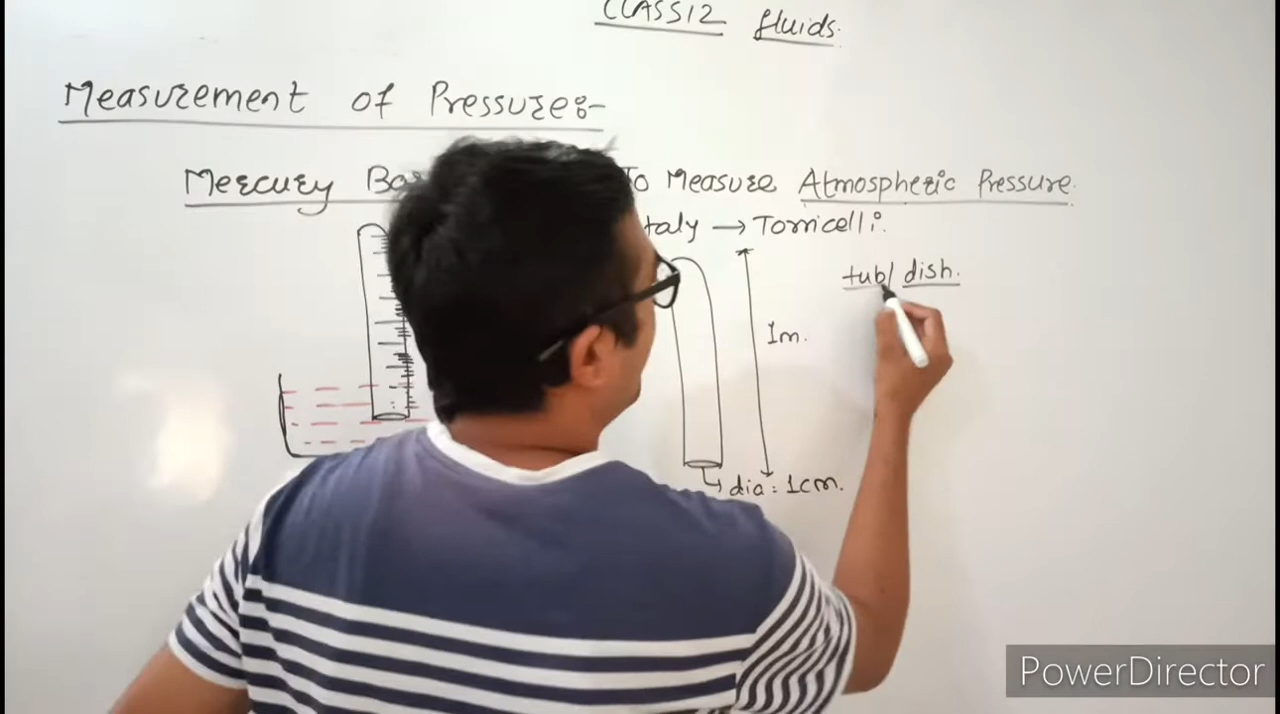 CLASS12 fluids.
Measurement of Pressure:-
Mercury To Measure Atmospheric Pressure.
→ Torricelli.
tub/ dish.
1m.
dia = 1cm.
PowerDirector